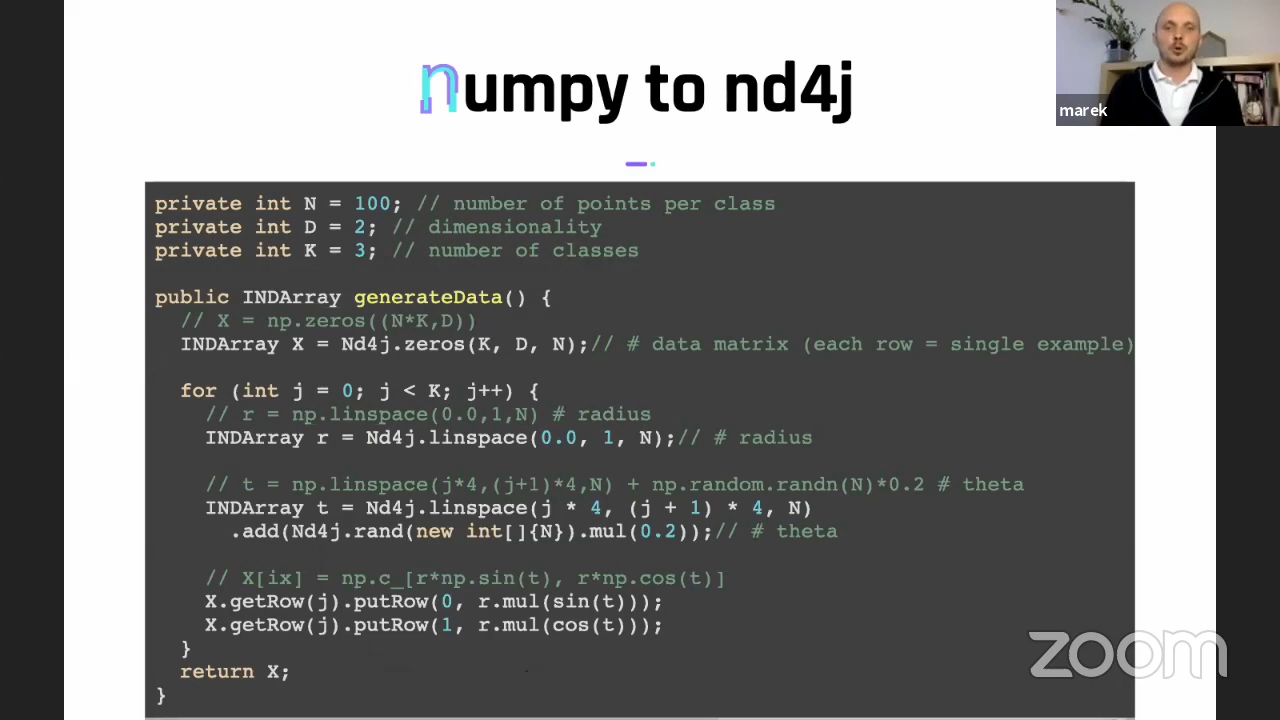 numpy to nd4j
marek
private int N = 100; // number of points per class
private int D = 2; // dimensionality
private int K = 3; // number of classes
public INDArray generateData() {
// X = np.zeros((N*K,D))
INDArray X = Nd4j.zeros(K, D, N);// # data matrix (each row = single example)
for (int j = 0; j < K; j++) {
// r = np.linspace(0.0,1,N) # radius
INDArray r = Nd4j.linspace(0.0, 1, N);// # radius
// t = np.linspace(j*4,(j+1)*4,N) + np.random.randn(N)*0.2 # theta
INDArray t = Nd4j.linspace(j * 4, (j + 1) * 4, N)
.add(Nd4j.rand(new int[]{N}).mul(0.2));// # theta
// X[ix] = np.c_[r*np.sin(t), r*np.cos(t)]
X.getRow(j).putRow(0, r.mul(sin(t)));
X.getRow(j).putRow(1, r.mul(cos(t)));
}
return X;
}
zoom